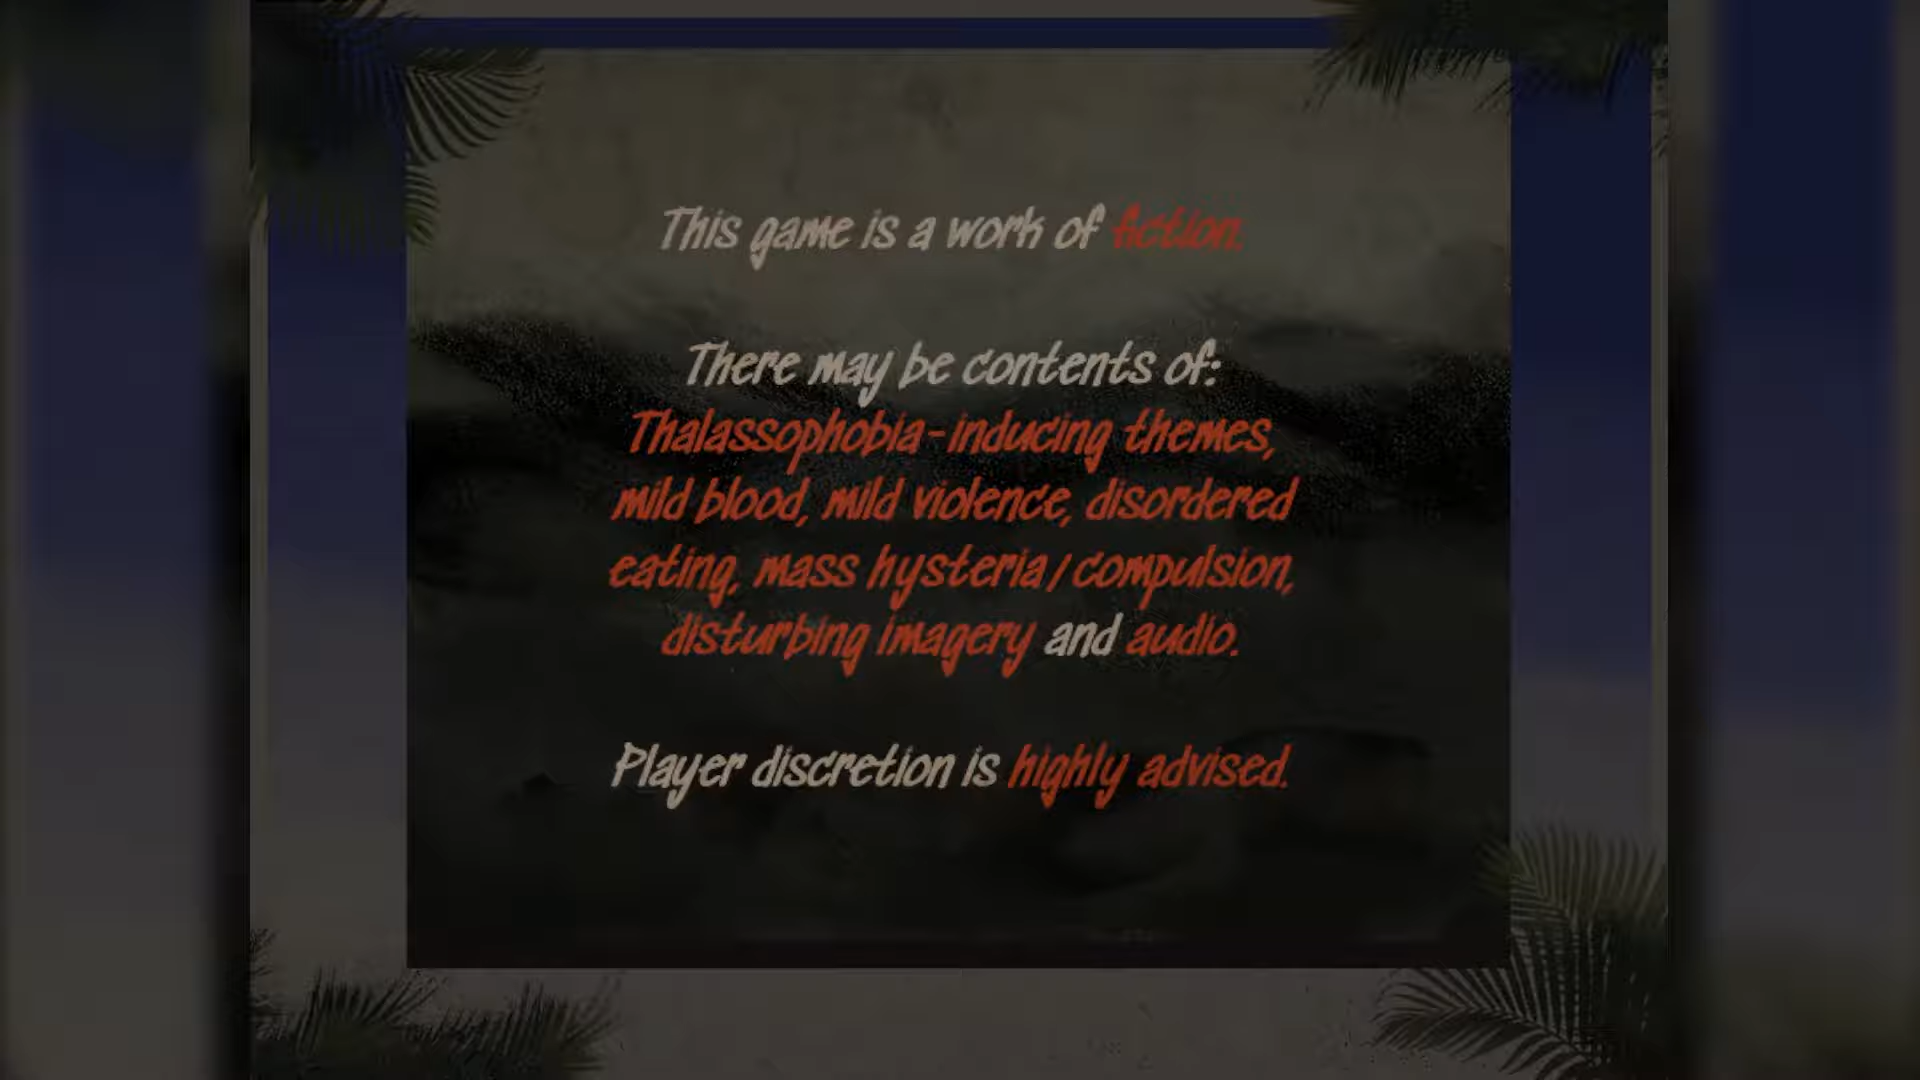 This game is a work of fiction.
There may be contents of:
Thalassophobia-inducing themes,
mild blood, mild violence, disordered
eating, mass hysteria/compulsion,
disturbing imagery and audio.
Player discretion is highly advised.